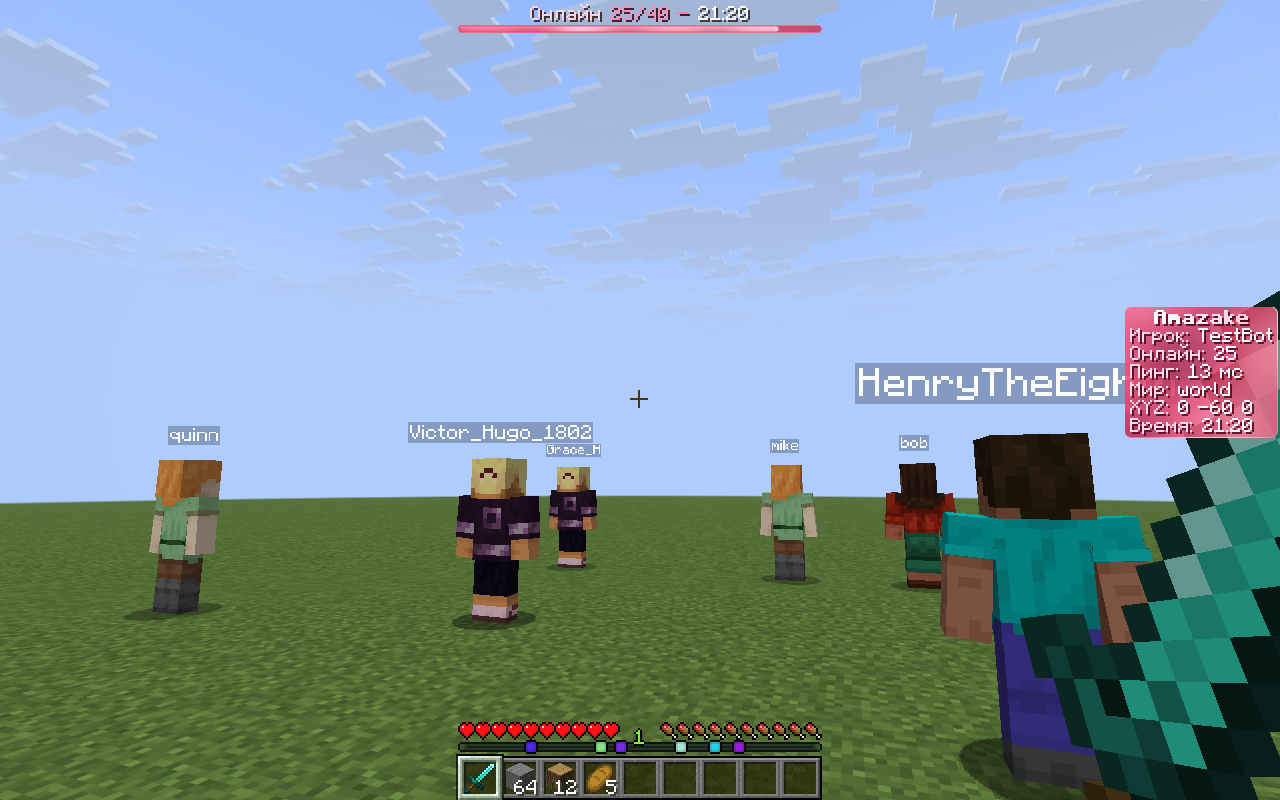 Онлайн 25/40 - 21:20
Amazake
Игрок: TestBot
Онлайн: 25
Пинг: 13 мс
Мир: world
XYZ: 0 -60 0
Время: 21:20
HenryTheEigh
quinn
Victor_Hugo_1802
Grace_H
mike
bob
1
64
12
5